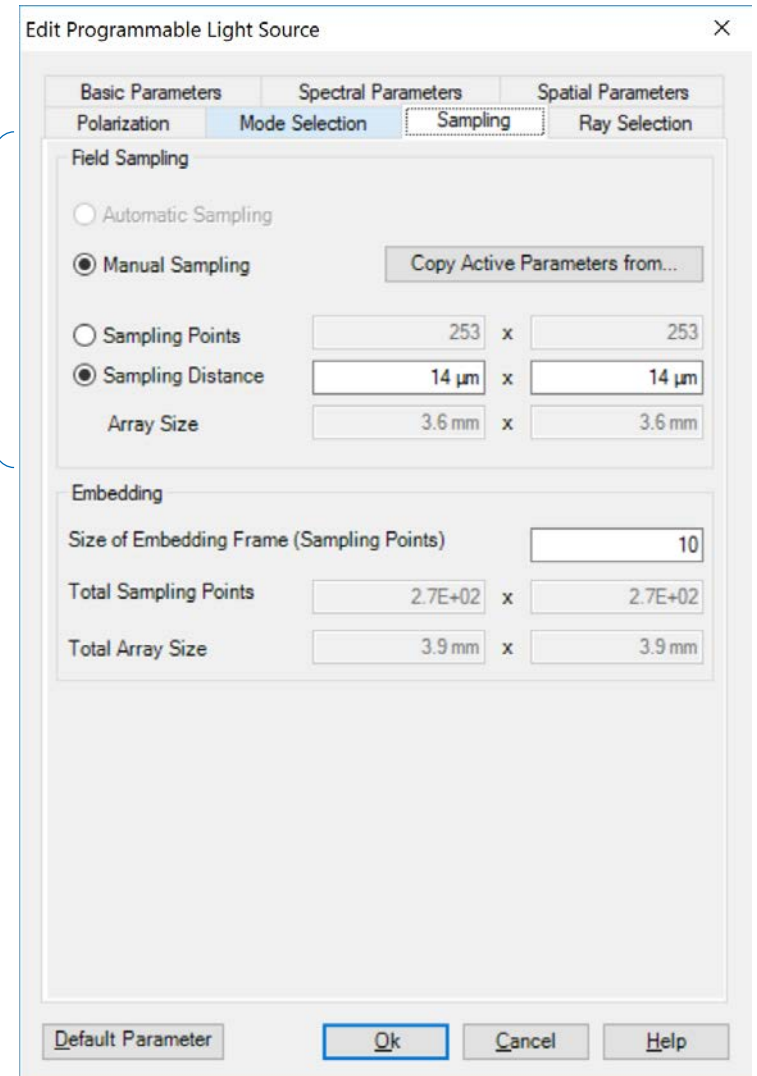 Edit Programmable Light Source
Basic Parameters Spectral Parameters Spatial Parameters
Polarization Mode Selection Sampling Ray Selection
Field Sampling
Automatic Sampling
Manual Sampling Copy Active Parameters from...
Sampling Points 253 x 253
Sampling Distance 14 µm x 14 µm
Array Size 3.6 mm x 3.6 mm
Embedding
Size of Embedding Frame (Sampling Points) 10
Total Sampling Points 2.7E+02 x 2.7E+02
Total Array Size 3.9 mm x 3.9 mm
Default Parameter Ok Cancel Help